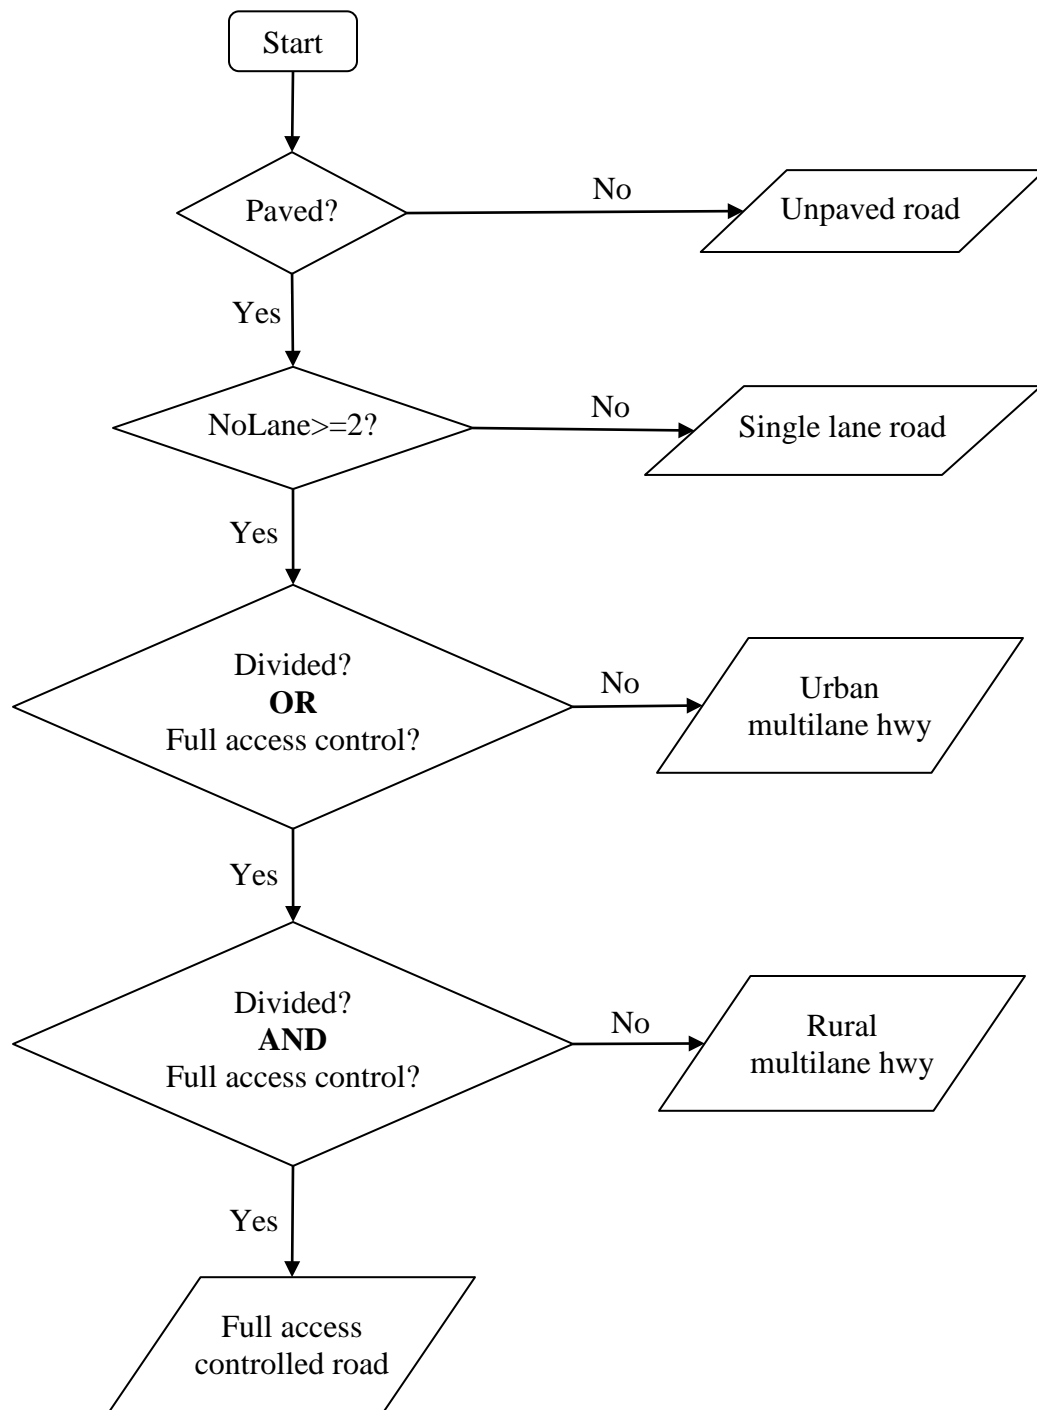 Start
Paved?
No
Unpaved road
Yes
NoLane>=2?
No
Single lane road
Yes
Divided?
OR
Full access control?
No
Urban
multilane hwy
Yes
Divided?
AND
Full access control?
No
Rural
multilane hwy
Yes
Full access
controlled road